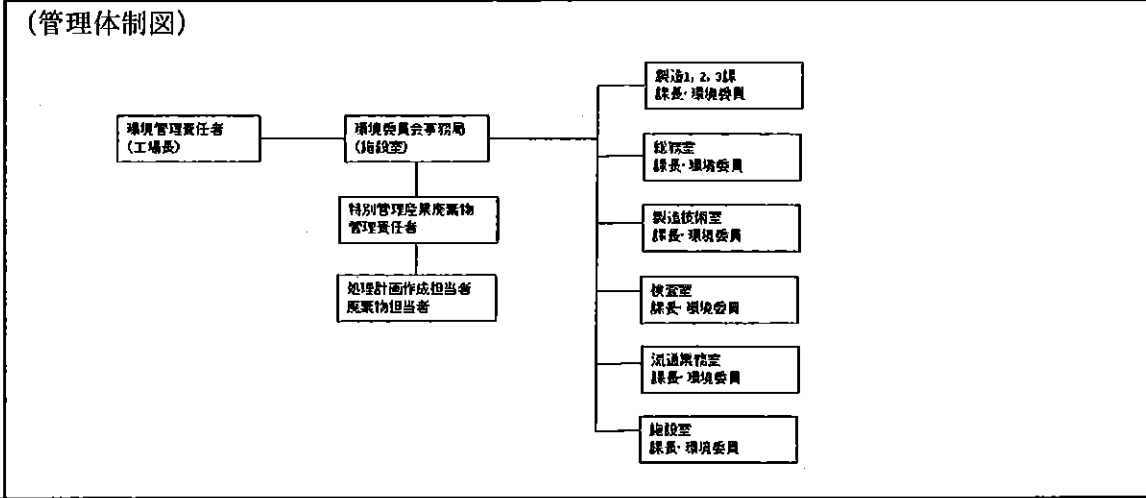 (管理体制図)
環境管理責任者
(工場長)
環境委員会事務局
(施設室)
特別管理産業廃棄物
管理責任者
処理計画作成担当者
廃棄物担当者
製造1, 2, 3課
課長・環境委員
総務室
課長・環境委員
製造技術室
課長・環境委員
検査室
課長・環境委員
流通業務室
課長・環境委員
施設室
課長・環境委員